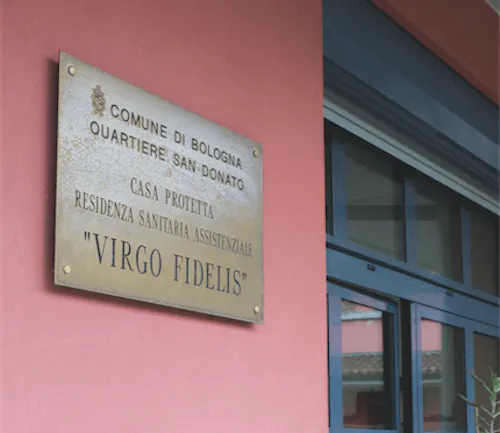 COMUNE DI BOLOGNA
QUARTIERE SAN DONATO
CASA PROTETTA
RESIDENZA SANITARIA ASSISTENZIALE
"VIRGO FIDELIS"